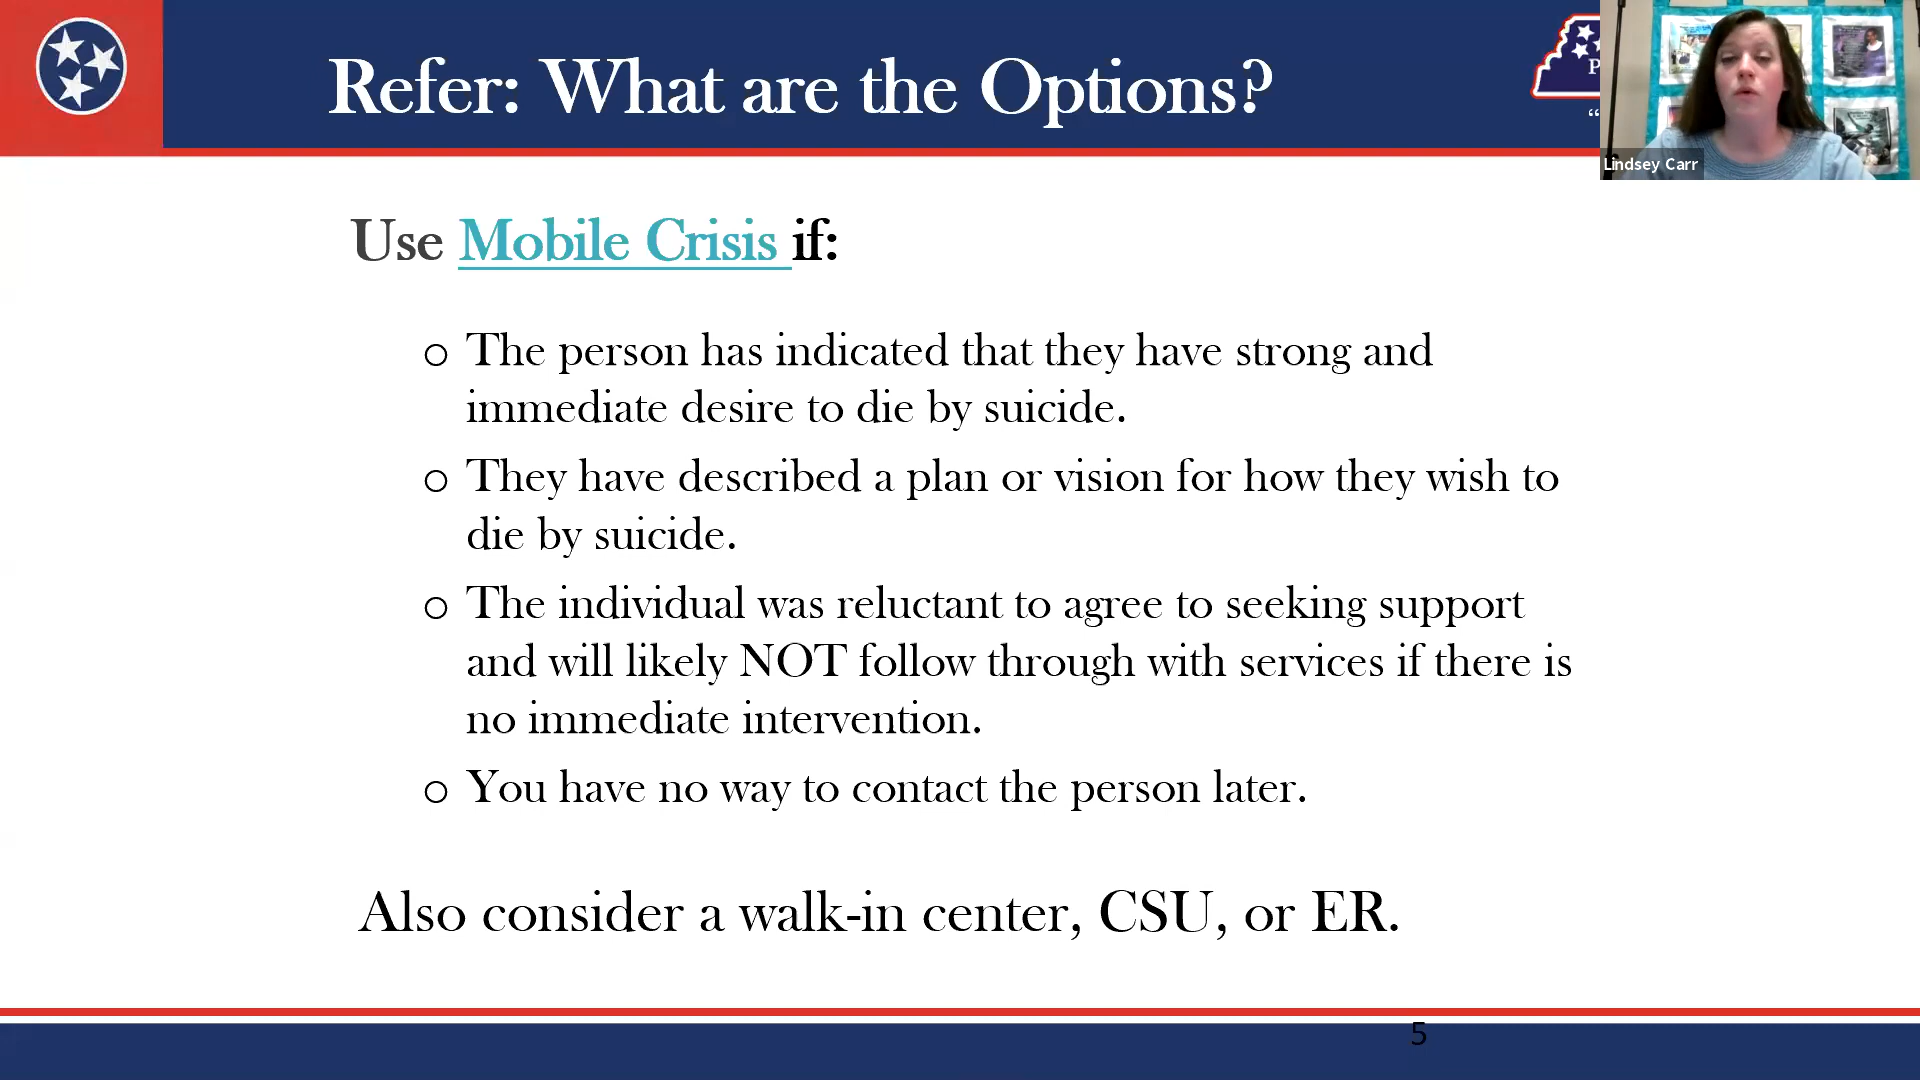 Refer: What are the Options?
P
“
Lindsey Carr
Use Mobile Crisis if:
o The person has indicated that they have strong and
immediate desire to die by suicide.
o They have described a plan or vision for how they wish to
die by suicide.
o The individual was reluctant to agree to seeking support
and will likely NOT follow through with services if there is
no immediate intervention.
o You have no way to contact the person later.
Also consider a walk-in center, CSU, or ER.
5